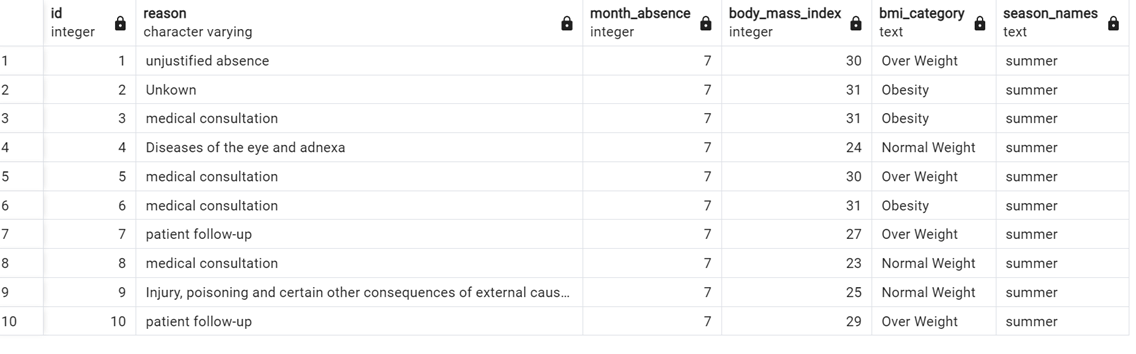 id reason month_absence body_mass_index bmi_category season_names
integer character varying integer integer text text
1 1 unjustified absence 7 30 Over Weight summer
2 2 Unkown 7 31 Obesity summer
3 3 medical consultation 7 31 Obesity summer
4 4 Diseases of the eye and adnexa 7 24 Normal Weight summer
5 5 medical consultation 7 30 Over Weight summer
6 6 medical consultation 7 31 Obesity summer
7 7 patient follow-up 7 27 Over Weight summer
8 8 medical consultation 7 23 Normal Weight summer
9 9 Injury, poisoning and certain other consequences of external caus… 7 25 Normal Weight summer
10 10 patient follow-up 7 29 Over Weight summer